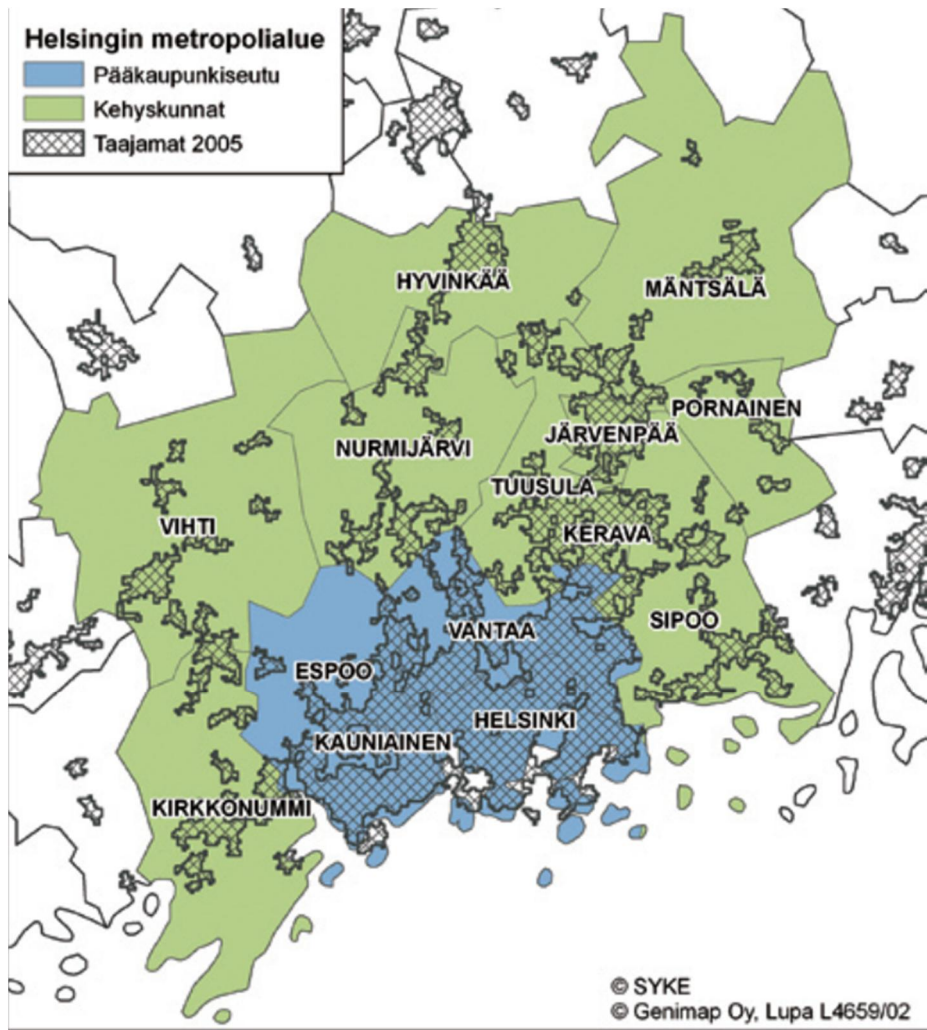 Helsingin metropolialue
Pääkaupunkiseutu
Kehyskunnat
Taajamat 2005
HYVINKÄÄ
MÄNTSÄLÄ
PORNAINEN
JÄRVENPÄÄ
NURMIJÄRVI
TUUSULA
VIHTI
KERAVA
SIPOO
VANTAA
ESPOO
HELSINKI
KAUNIAINEN
KIRKKONUMMI
© SYKE
© Genimap Oy, Lupa L4659/02